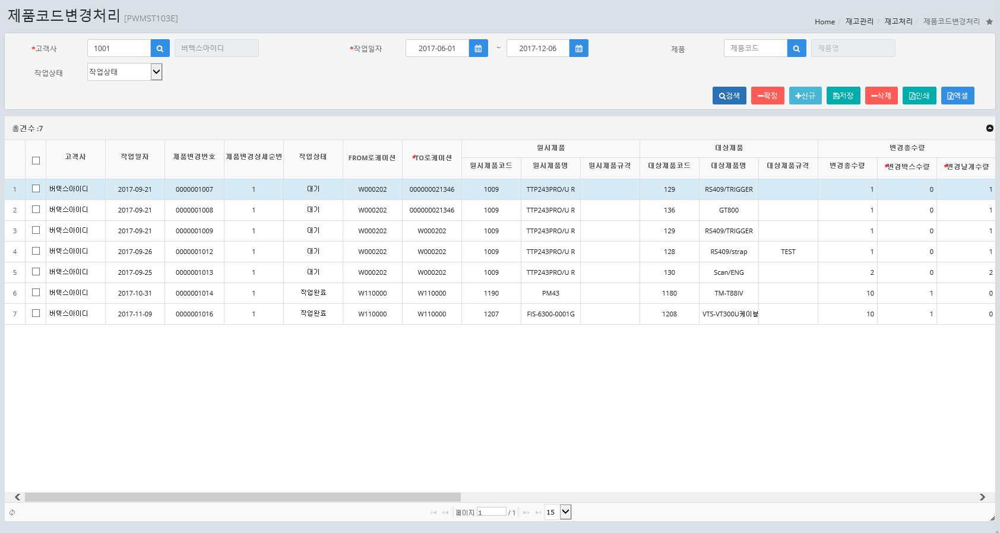 제품코드변경처리 [PWMST103E]
Home / 재고관리 / 재고처리 / 제품코드변경처리
*고객사 1001 버텍스아이디 *작업일자 2017-06-01 ~ 2017-12-06 제품 제품코드 제품명
작업상태 작업상태
검색 확정 신규 저장 삭제 인쇄 엑셀
총건수 :7
원시제품 대상제품 변경총수량
고객사 작업일자 제품변경번호 제품변경상세순번 작업상태 FROM로케이션 *TO로케이션
원시제품코드 원시제품명 원시제품규격 대상제품코드 대상제품명 대상제품규격 변경총수량 *변경박스수량 *변경낱개수량
1 버텍스아이디 2017-09-21 0000001007 1 대기 W000202 000000021346 1009 TTP243PRO/U R 129 RS409/TRIGGER 1 0 1
2 버텍스아이디 2017-09-21 0000001008 1 대기 W000202 000000021346 1009 TTP243PRO/U R 136 GT800 1 0 1
3 버텍스아이디 2017-09-21 0000001009 1 대기 W000202 W000202 1009 TTP243PRO/U R 129 RS409/TRIGGER 1 0 1
4 버텍스아이디 2017-09-26 0000001012 1 대기 W000202 W000202 1009 TTP243PRO/U R 128 RS409/strap TEST 1 0 1
5 버텍스아이디 2017-09-25 0000001013 1 대기 W000202 W000202 1009 TTP243PRO/U R 130 Scan/ENG 2 0 2
6 버텍스아이디 2017-10-31 0000001014 1 작업완료 W110000 W110000 1190 PM43 1180 TM-T88IV 10 1 0
7 버텍스아이디 2017-11-09 0000001016 1 작업완료 W110000 W110000 1207 FIS-6300-0001G 1208 VTS-VT300U케이블 10 1 0
페이지 1 / 1 15